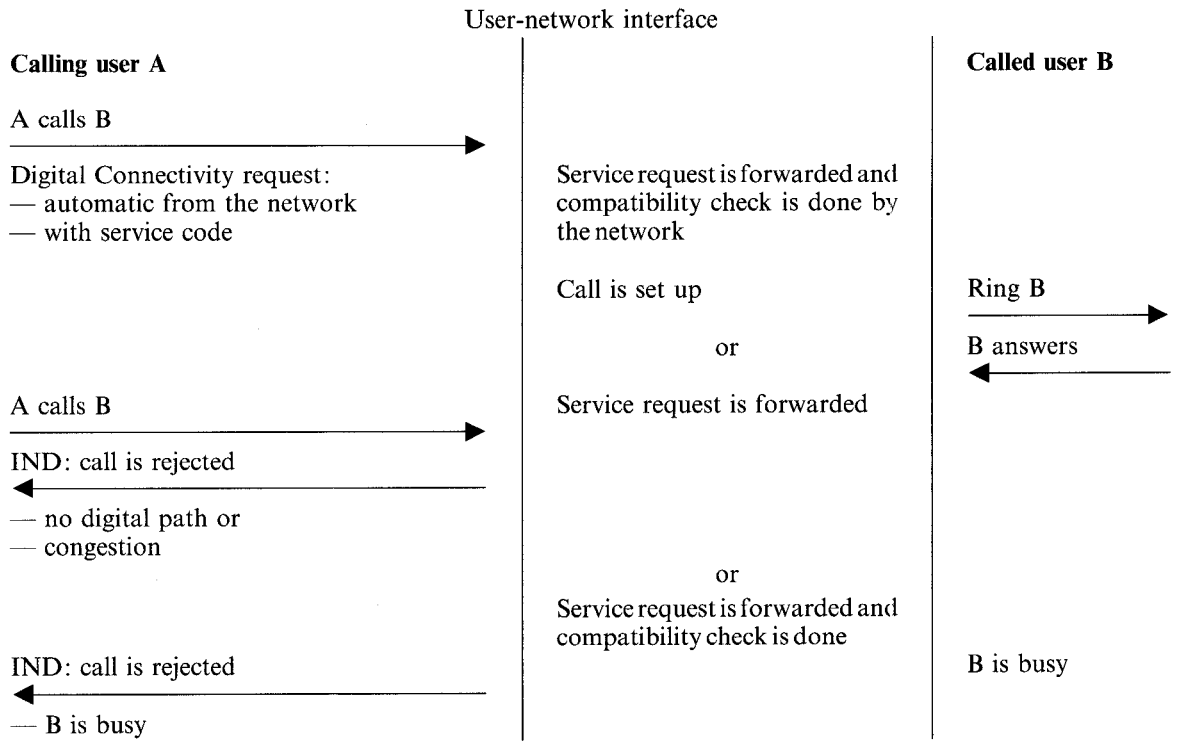 User-network interface
Calling user A
Called user B
A calls B
Digital Connectivity request:
— automatic from the network
— with service code
Service request is forwarded and
compatibility check is done by
the network
Call is set up
Ring B
or
B answers
A calls B
Service request is forwarded
IND: call is rejected
— no digital path or
— congestion
or
Service request is forwarded and
compatibility check is done
IND: call is rejected
B is busy
— B is busy